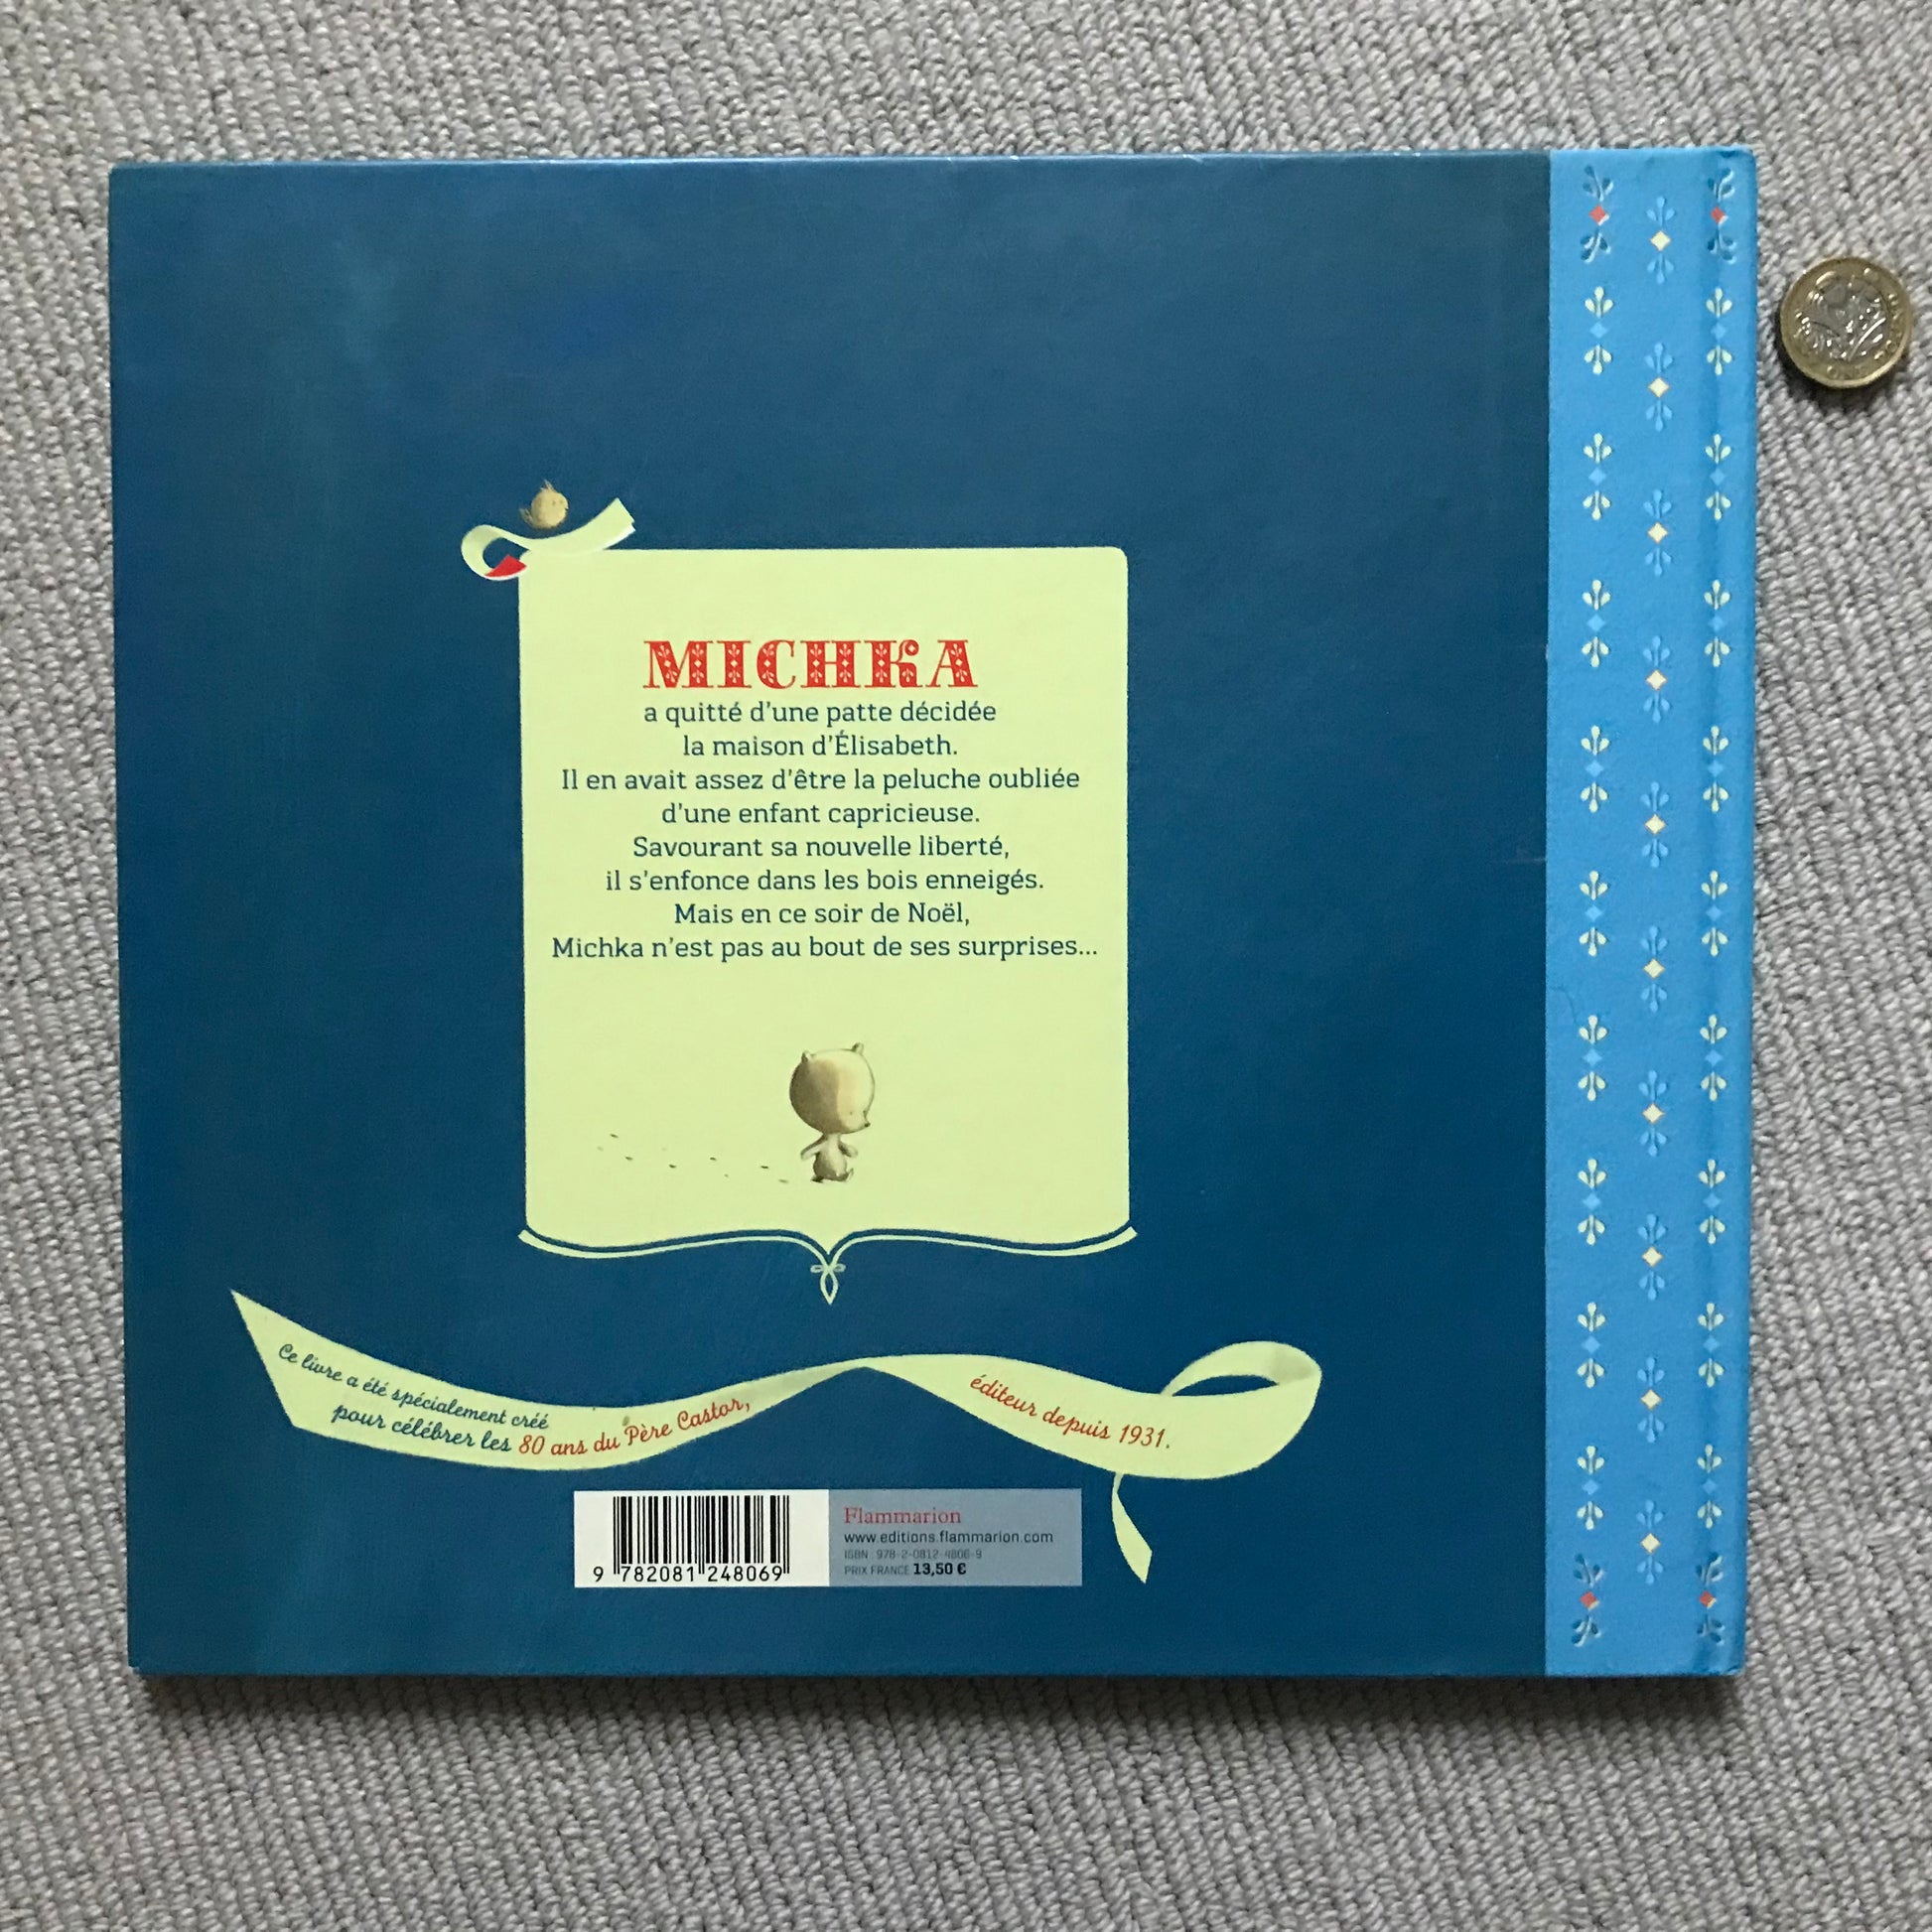 MICHKA
a quitté d'une patte décidée
la maison d'Élisabeth.
Il en avait assez d'être la peluche oubliée
d'une enfant capricieuse.
Savourant sa nouvelle liberté,
il s'enfonce dans les bois enneigés.
Mais en ce soir de Noël,
Michka n'est pas au bout de ses surprises...
Ce livre a été spécialement créé
pour célébrer les 80 ans du Père Castor,
éditeur depuis 1931.
Flammarion
www.editions.flammarion.com
ISBN : 978-2-0812-4806-9
PRIX FRANCE 13,50 €
9 782081 248069